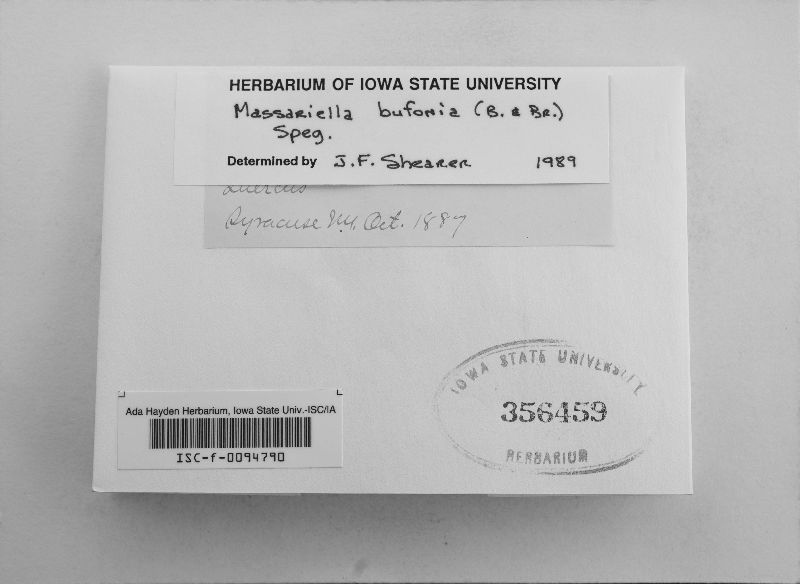 HERBARIUM OF IOWA STATE UNIVERSITY
Massariella bufonia (B. & Br.)
Speg.
Determined by J.F. Shearer 1989
Quercus
Syracuse N.Y. Oct. 1887
IOWA STATE UNIVERSITY
356459
HERBARIUM
Ada Hayden Herbarium, Iowa State Univ.-ISC/IA
ISC-f-0094790